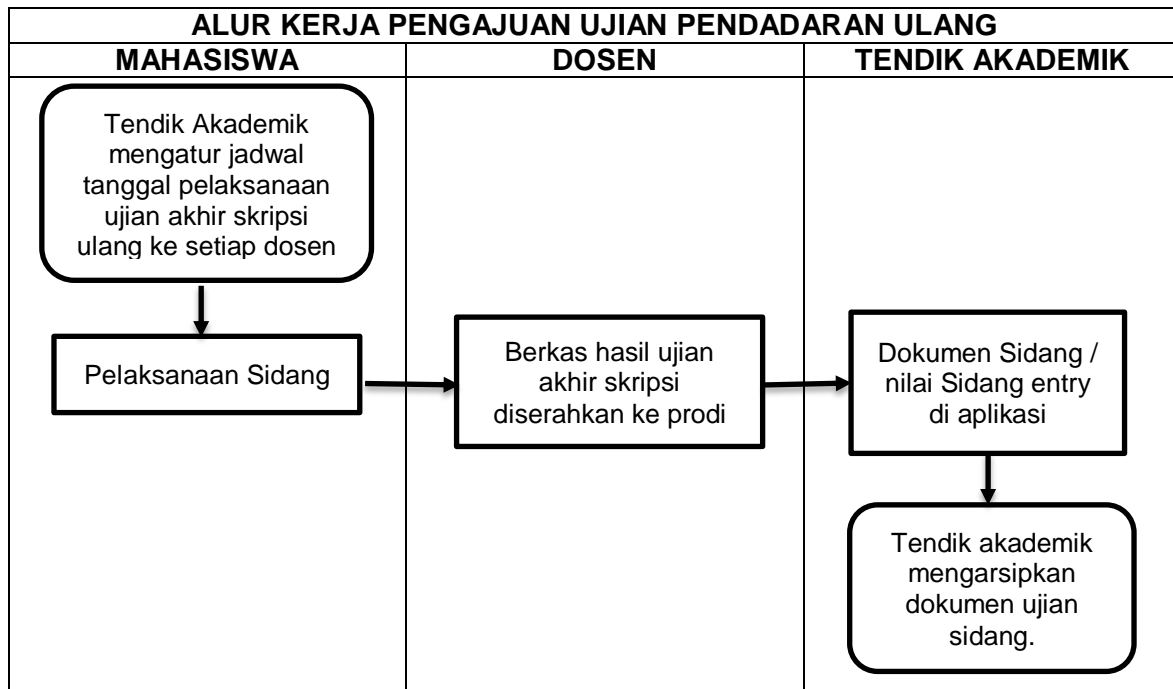 ALUR KERJA PENGAJUAN UJIAN PENDADARAN ULANG
MAHASISWA
DOSEN
TENDIK AKADEMIK
Tendik Akademik
mengatur jadwal
tanggal pelaksanaan
ujian akhir skripsi
ulang ke setiap dosen
Pelaksanaan Sidang
Berkas hasil ujian
akhir skripsi
diserahkan ke prodi
Dokumen Sidang /
nilai Sidang entry
di aplikasi
Tendik akademik
mengarsipkan
dokumen ujian
sidang.